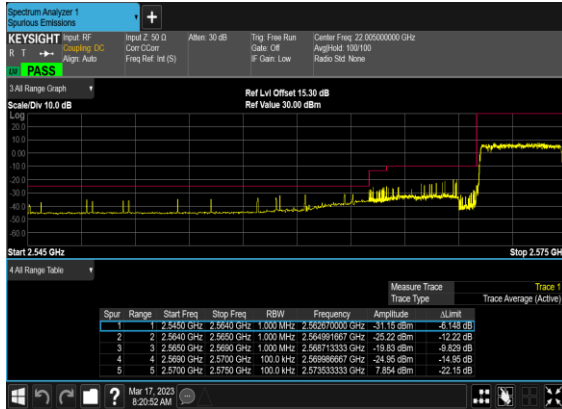 Spectrum Analyzer 1
Spurious Emissions
KEYSIGHT Input: RF Input Z: 50 Ω Atten: 30 dB Trig: Free Run Center Freq: 22.005000000 GHz
R T Coupling: DC Corr CCorr Gate: Off Avg|Hold: 100/100
Align: Auto Freq Ref: Int (S) IF Gain: Low Radio Std: None
PASS
3 All Range Graph
Ref Lvl Offset 15.30 dB
Scale/Div 10.0 dB Ref Value 30.00 dBm
Log
20.0
10.0
0.00
-10.0
-20.0
-30.0
-40.0
-50.0
-60.0
Start 2.545 GHz Stop 2.575 GH
4 All Range Table
Measure Trace Trace 1
Trace Type Trace Average (Active)
Spur Range Start Freq Stop Freq RBW Frequency Amplitude ΔLimit
1 1 2.5450 GHz 2.5640 GHz 1.000 MHz 2.562670000 GHz -31.15 dBm -6.148 dB
2 2 2.5640 GHz 2.5650 GHz 1.000 MHz 2.564991667 GHz -25.22 dBm -12.22 dB
3 3 2.5650 GHz 2.5690 GHz 1.000 MHz 2.568713333 GHz -19.83 dBm -9.829 dB
4 4 2.5690 GHz 2.5700 GHz 100.0 kHz 2.569986667 GHz -24.95 dBm -14.95 dB
5 5 2.5700 GHz 2.5750 GHz 100.0 kHz 2.573533333 GHz 7.854 dBm -22.15 dB
Mar 17, 2023
8:20:52 AM